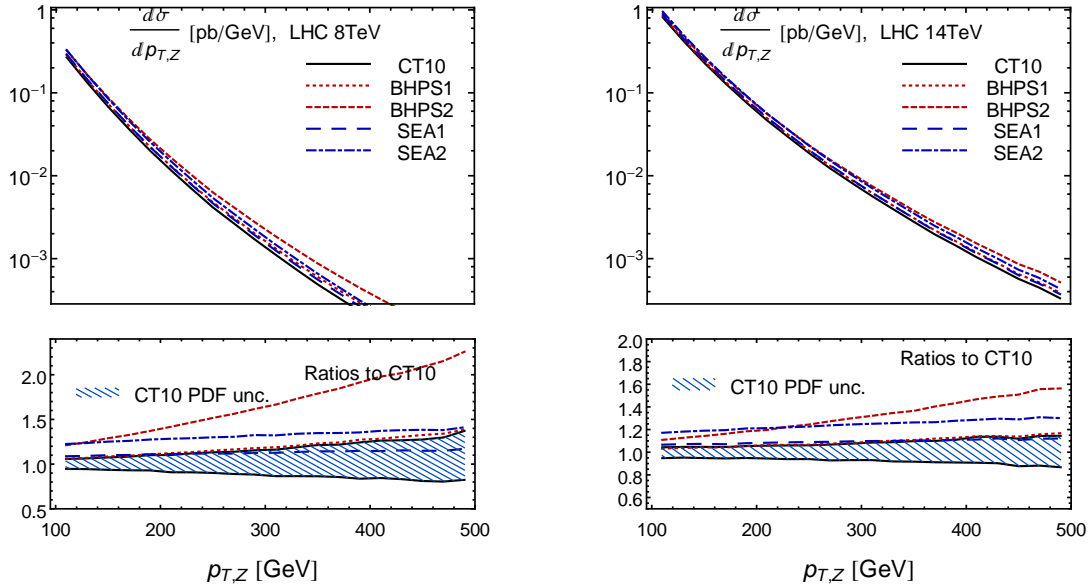 dσ
dp_{T,Z} [pb/GeV], LHC 8TeV
CT10
BHPS1
BHPS2
SEA1
SEA2
1
10⁻¹
10⁻²
10⁻³
Ratios to CT10
CT10 PDF unc.
2.0
1.5
1.0
0.5
100 200 300 400 500
p_{T,Z} [GeV]
dσ
dp_{T,Z} [pb/GeV], LHC 14TeV
CT10
BHPS1
BHPS2
SEA1
SEA2
1
10⁻¹
10⁻²
10⁻³
Ratios to CT10
CT10 PDF unc.
2.0
1.8
1.6
1.4
1.2
1.0
0.8
0.6
100 200 300 400 500
p_{T,Z} [GeV]